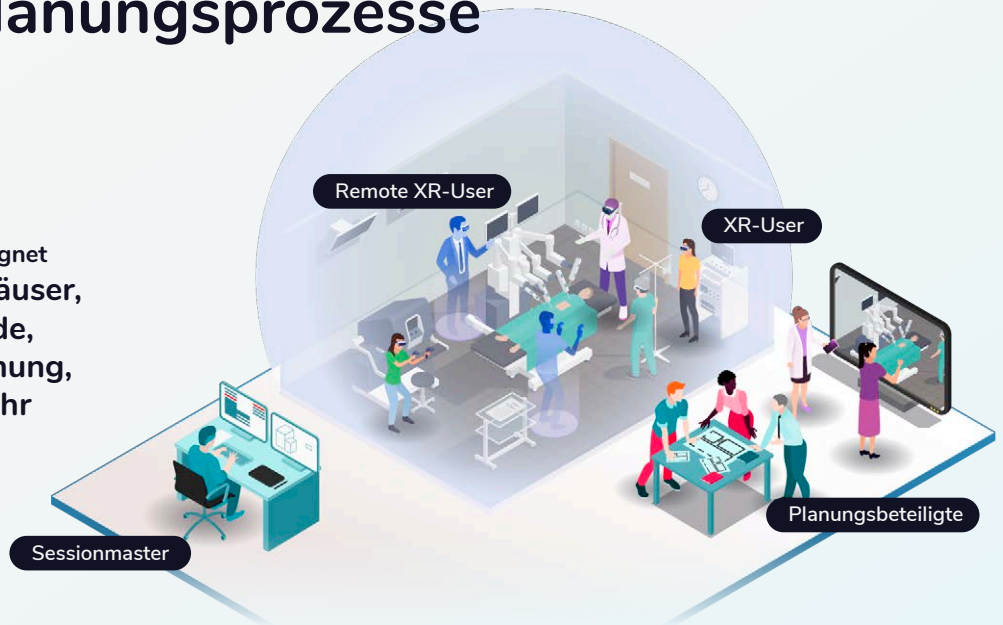 lanungsprozesse
Remote XR-User
XR-User
gnet
äuser,
de,
nung,
hr
Sessionmaster
Planungsbeteiligte